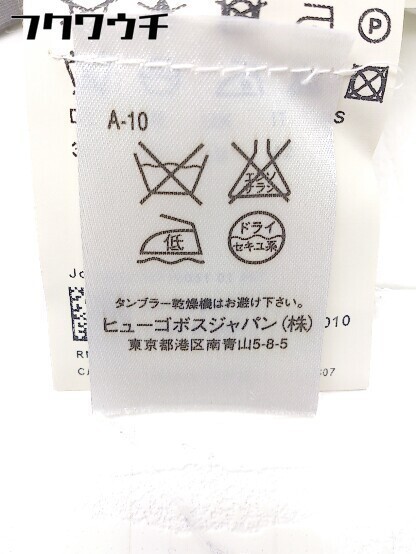 フクワウチ
P
A-10
エンソ
サラシ
低
ドライ
セキユ系
タンブラー乾燥機はお避け下さい。
ヒューゴボスジャパン(株)
東京都港区南青山5-8-5
010